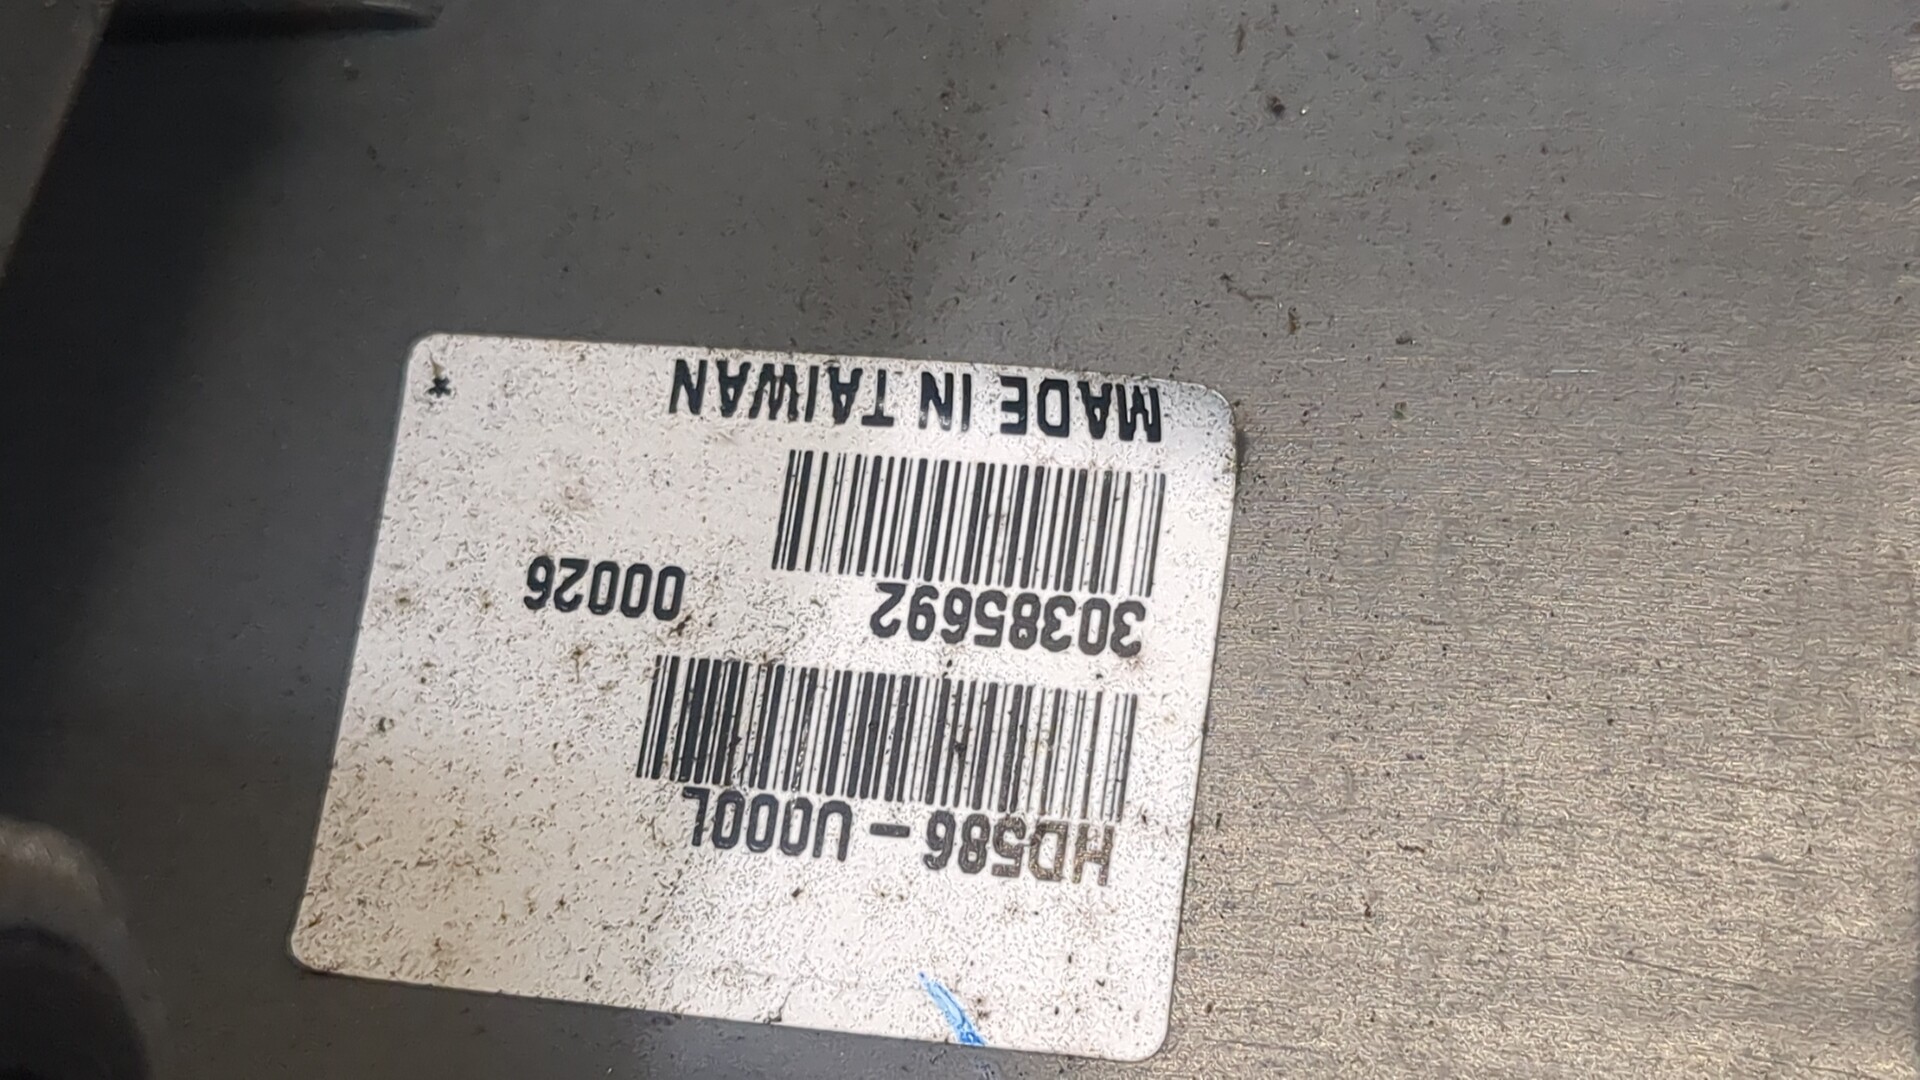 HD586 - U000L
30385692 00026
MADE IN TAIWAN *